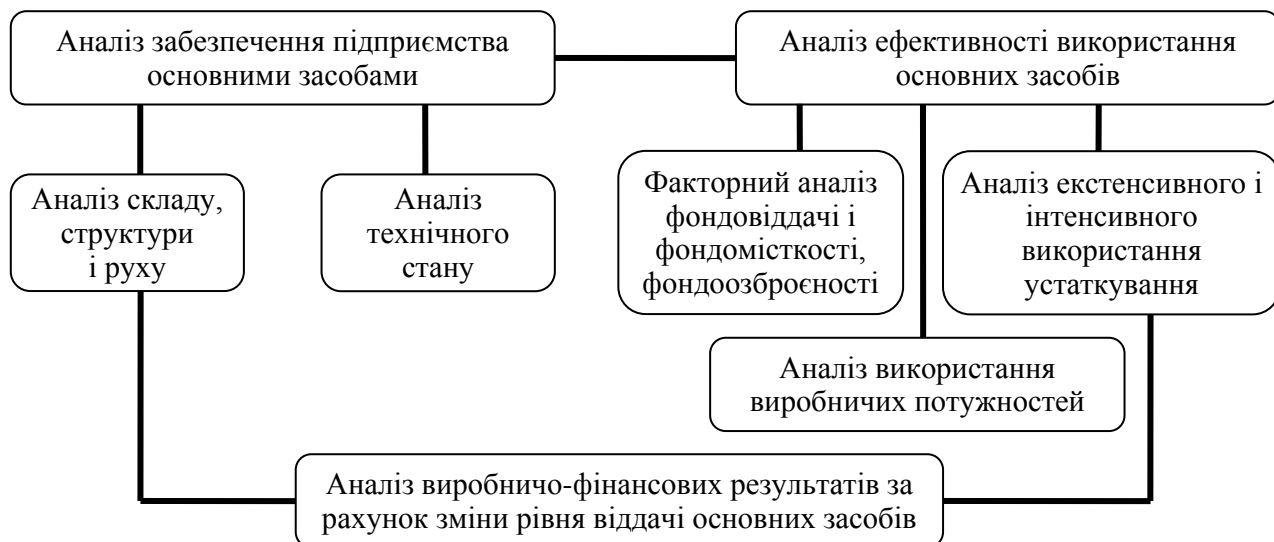 Аналіз забезпечення підприємства
основними засобами
Аналіз ефективності використання
основних засобів
Аналіз складу,
структури
і руху
Аналіз
технічного
стану
Факторний аналіз
фондовіддачі і
фондомісткості,
фондоозброєності
Аналіз екстенсивного і
інтенсивного
використання
устаткування
Аналіз використання
виробничих потужностей
Аналіз виробничо-фінансових результатів за
рахунок зміни рівня віддачі основних засобів